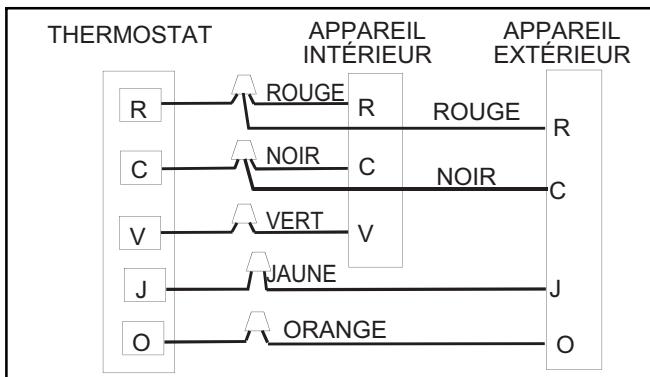 THERMOSTAT
APPAREIL
INTÉRIEUR
APPAREIL
EXTÉRIEUR
R
ROUGE
R
ROUGE
R
C
NOIR
C
NOIR
C
V
VERT
V
J
JAUNE
J
O
ORANGE
O